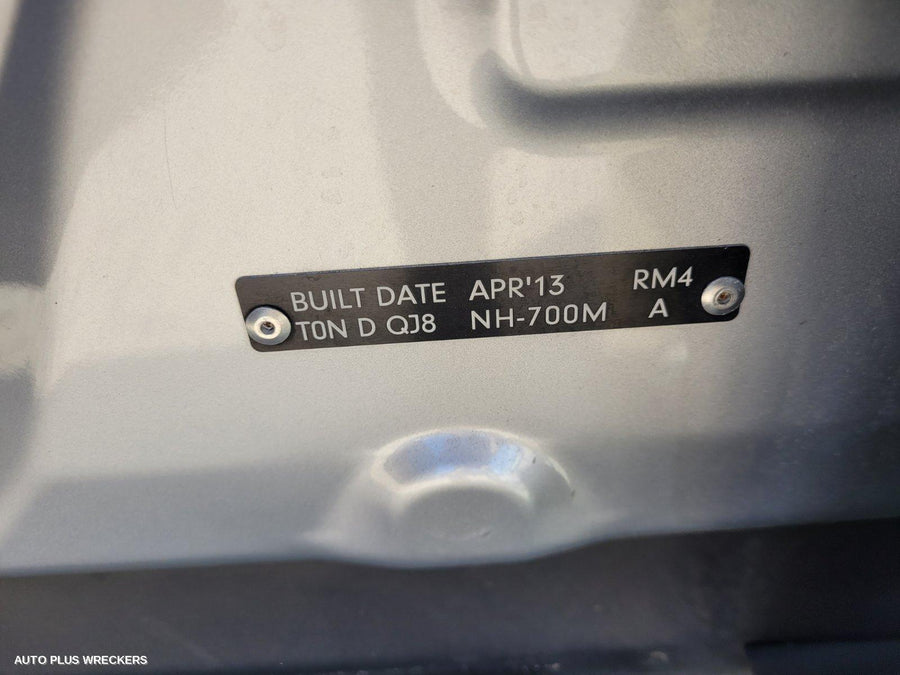 BUILT DATE APR'13 RM4
T0N D QJ8 NH-700M A
AUTO PLUS WRECKERS